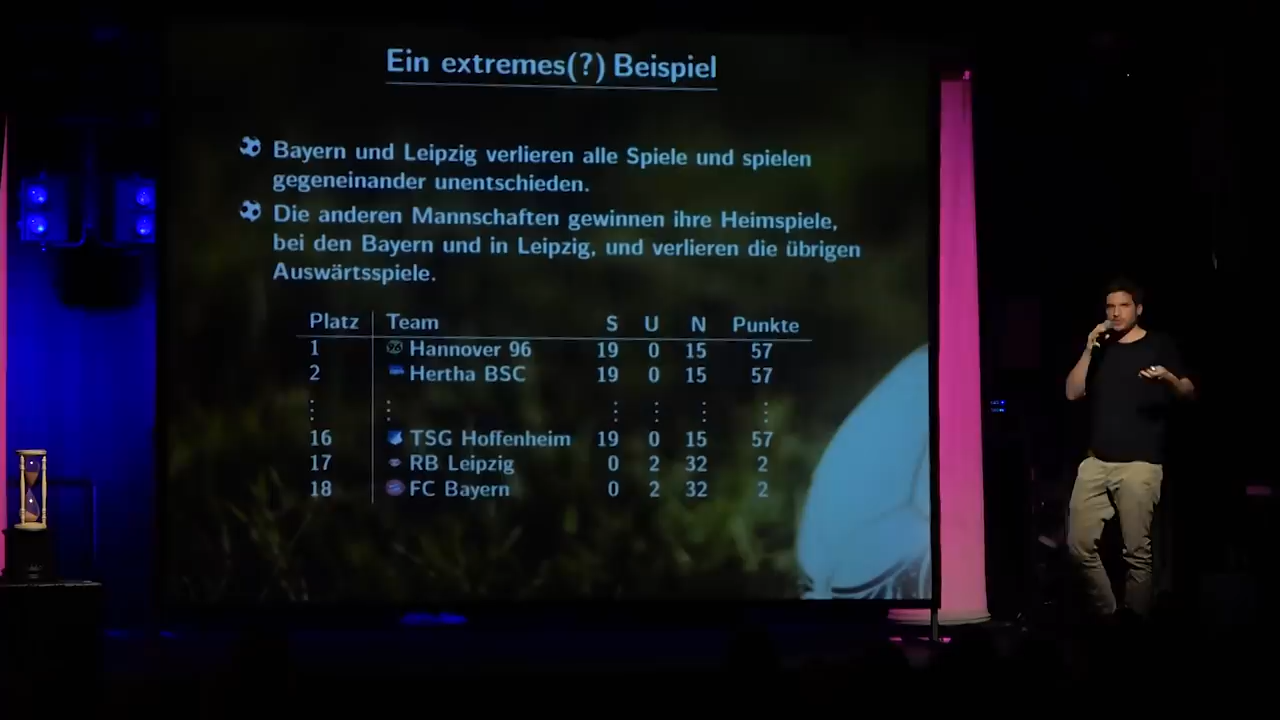 Ein extremes(?) Beispiel
Bayern und Leipzig verlieren alle Spiele und spielen
gegeneinander unentschieden.
Die anderen Mannschaften gewinnen ihre Heimspiele,
bei den Bayern und in Leipzig, und verlieren die übrigen
Auswärtsspiele.
Platz Team S U N Punkte
1 Hannover 96 19 0 15 57
2 Hertha BSC 19 0 15 57
⋮ ⋮ ⋮ ⋮ ⋮ ⋮
16 TSG Hoffenheim 19 0 15 57
17 RB Leipzig 0 2 32 2
18 FC Bayern 0 2 32 2